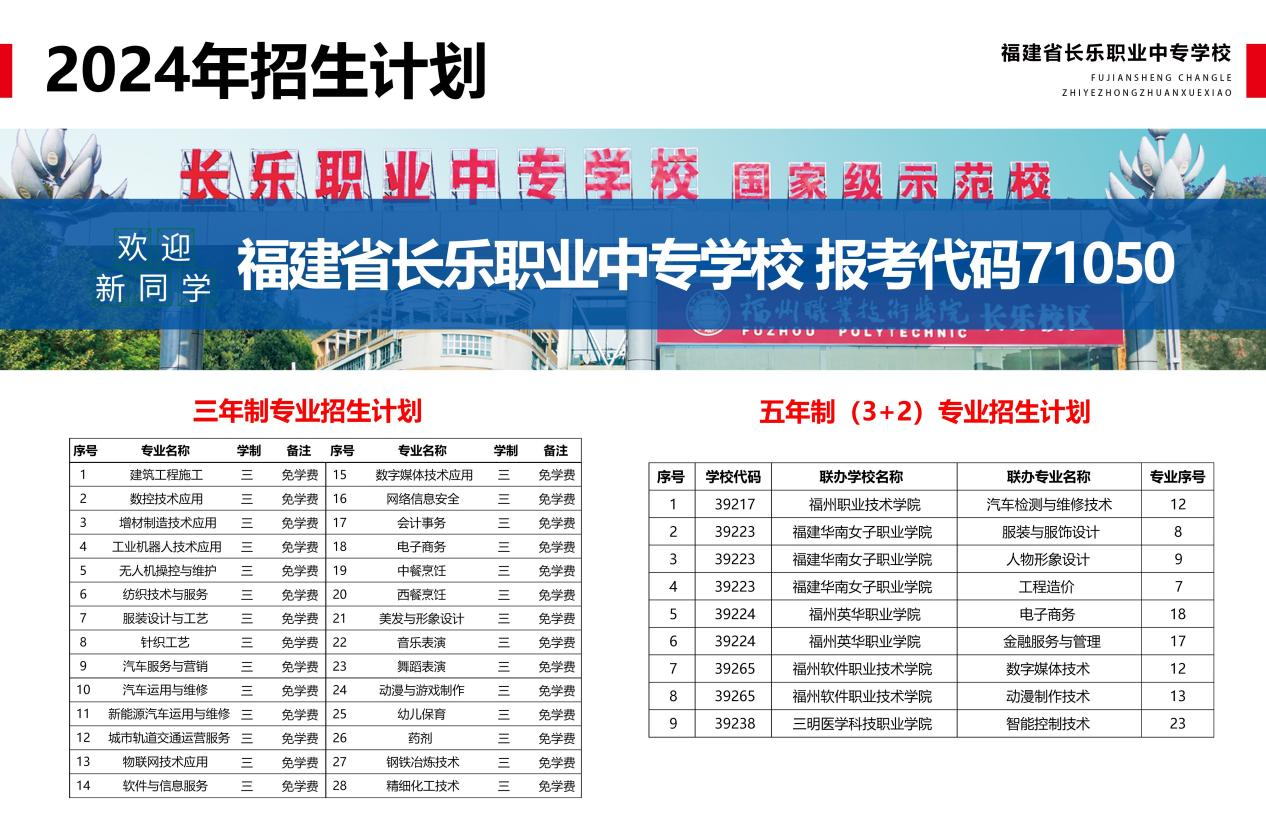 2024年招生计划
福建省长乐职业中专学校
FUJIANSHENG CHANGLE
ZHIYEZHONGZHUANXUEXIAO
长乐职业中专学校 国家级示范校
欢迎
新同学
福建省长乐职业中专学校 报考代码71050
福州職業技術學院 长乐校区
FUZHOU POLYTECHNIC
三年制专业招生计划
序号 专业名称 学制 备注 序号 专业名称 学制 备注
1 建筑工程施工 三 免学费 15 数字媒体技术应用 三 免学费
2 数控技术应用 三 免学费 16 网络信息安全 三 免学费
3 增材制造技术应用 三 免学费 17 会计事务 三 免学费
4 工业机器人技术应用 三 免学费 18 电子商务 三 免学费
5 无人机操控与维护 三 免学费 19 中餐烹饪 三 免学费
6 纺织技术与服务 三 免学费 20 西餐烹饪 三 免学费
7 服装设计与工艺 三 免学费 21 美发与形象设计 三 免学费
8 针织工艺 三 免学费 22 音乐表演 三 免学费
9 汽车服务与营销 三 免学费 23 舞蹈表演 三 免学费
10 汽车运用与维修 三 免学费 24 动漫与游戏制作 三 免学费
11 新能源汽车运用与维修 三 免学费 25 幼儿保育 三 免学费
12 城市轨道交通运营服务 三 免学费 26 药剂 三 免学费
13 物联网技术应用 三 免学费 27 钢铁冶炼技术 三 免学费
14 软件与信息服务 三 免学费 28 精细化工技术 三 免学费
五年制（3+2）专业招生计划
序号 学校代码 联办学校名称 联办专业名称 专业序号
1 39217 福州职业技术学院 汽车检测与维修技术 12
2 39223 福建华南女子职业学院 服装与服饰设计 8
3 39223 福建华南女子职业学院 人物形象设计 9
4 39223 福建华南女子职业学院 工程造价 7
5 39224 福州英华职业学院 电子商务 18
6 39224 福州英华职业学院 金融服务与管理 17
7 39265 福州软件职业技术学院 数字媒体技术 12
8 39265 福州软件职业技术学院 动漫制作技术 13
9 39238 三明医学科技职业学院 智能控制技术 23